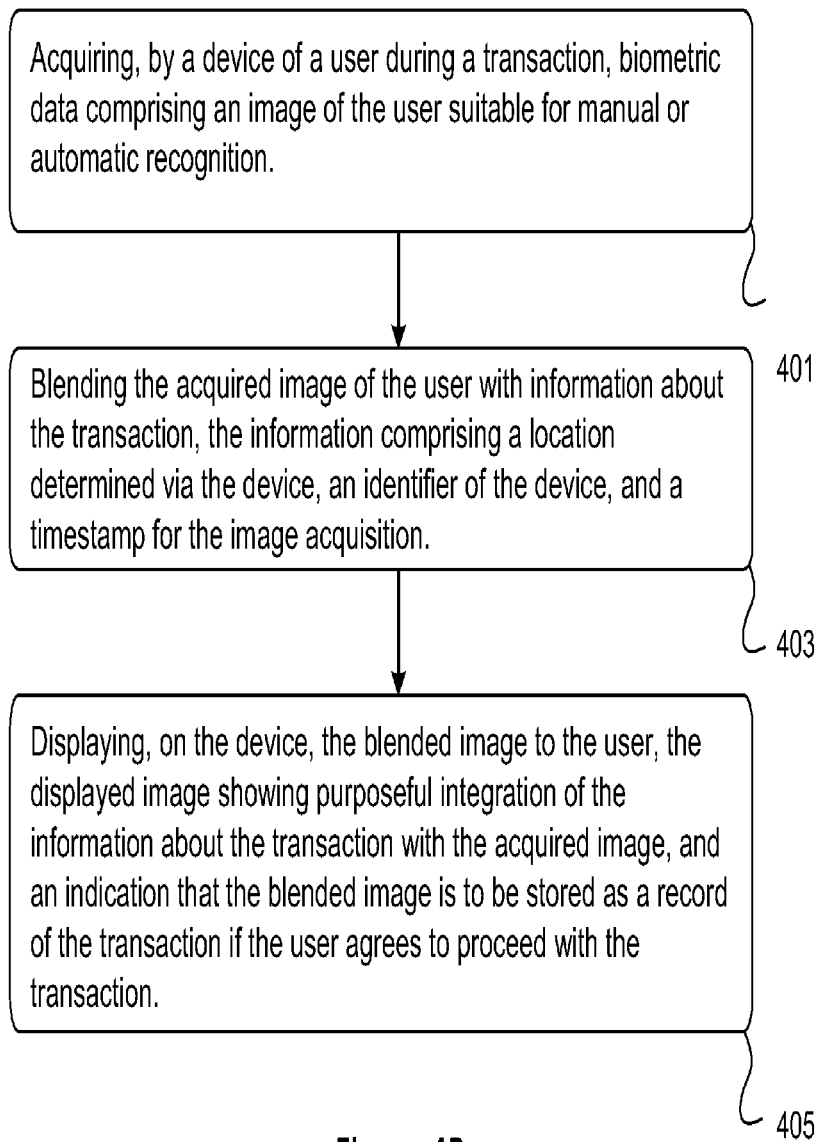 Acquiring, by a device of a user during a transaction, biometric
data comprising an image of the user suitable for manual or
automatic recognition.
401
Blending the acquired image of the user with information about
the transaction, the information comprising a location
determined via the device, an identifier of the device, and a
timestamp for the image acquisition.
403
Displaying, on the device, the blended image to the user, the
displayed image showing purposeful integration of the
information about the transaction with the acquired image, and
an indication that the blended image is to be stored as a record
of the transaction if the user agrees to proceed with the
transaction.
405